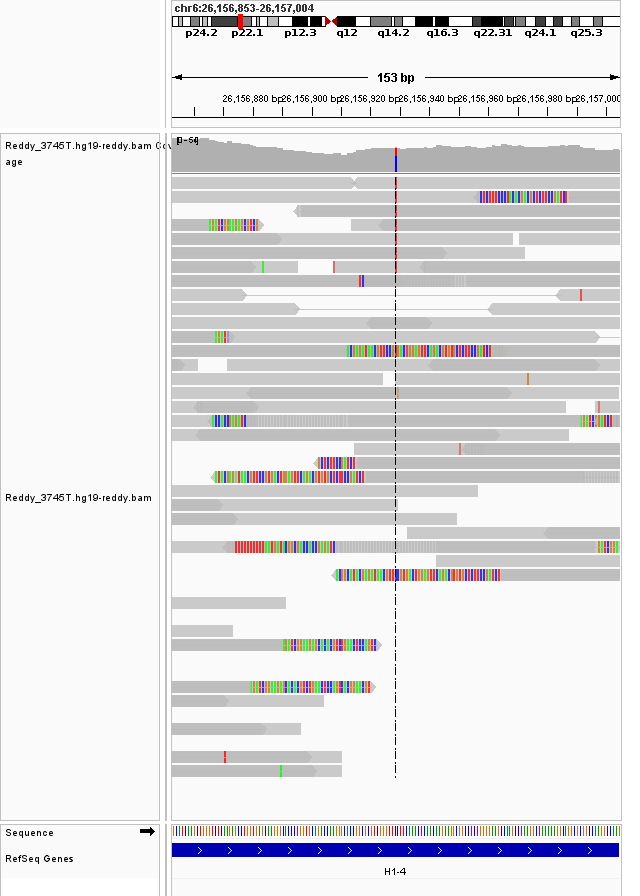 chr6:26,156,853-26,157,004
p24.2 p22.1 p12.3 q12 q14.2 q16.3 q22.31 q24.1 q25.3
153 bp
26,156,880 bp 26,156,900 bp 26,156,920 bp 26,156,940 bp 26,156,960 bp 26,156,980 bp 26,157,00
Reddy_3745T.hg19-reddy.bam Cov
age
Reddy_3745T.hg19-reddy.bam
Sequence
RefSeq Genes
H1-4